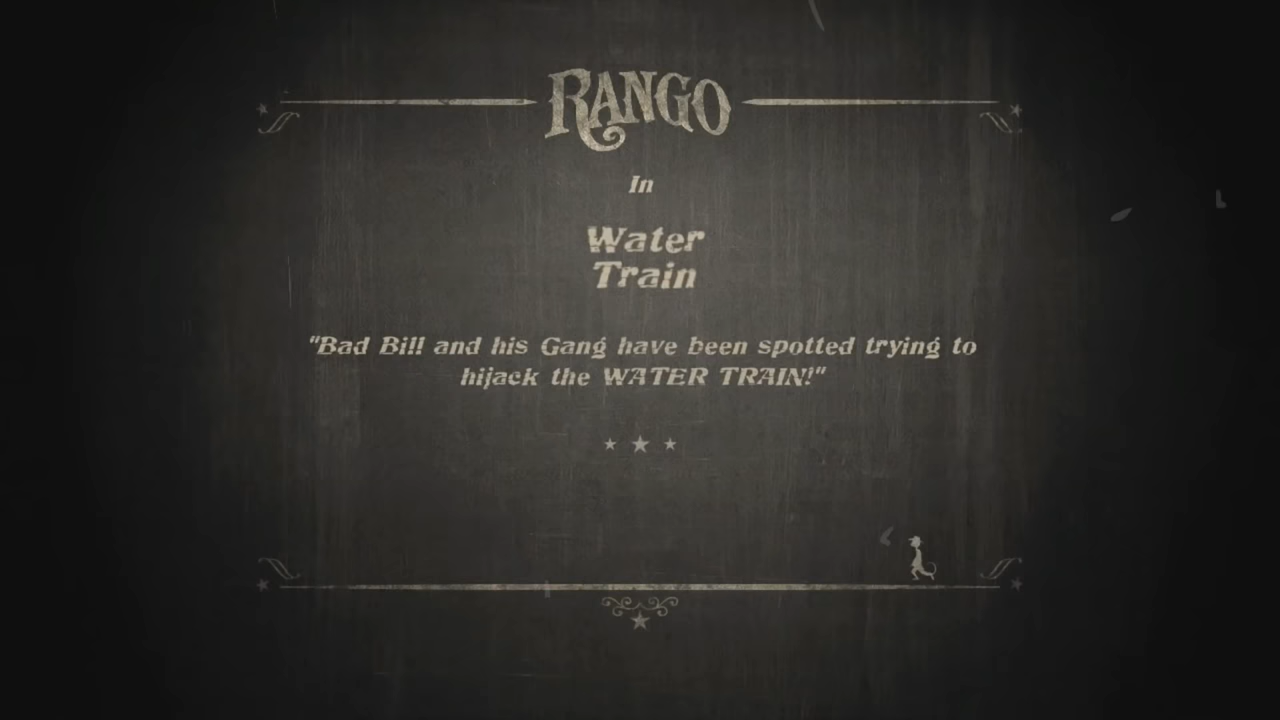 RANGO
In
Water
Train
"Bad Bill and his Gang have been spotted trying to
hijack the WATER TRAIN!"